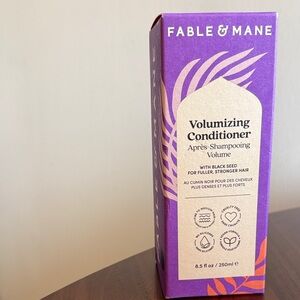 FABLE & MANE
Volumizing
Conditioner
Après-Shampooing
Volume
WITH BLACK SEED
FOR FULLER, STRONGER HAIR
AU CUMIN NOIR POUR DES CHEVEUX
PLUS DENSES ET PLUS FORTS
8.5 fl oz / 250ml ℮